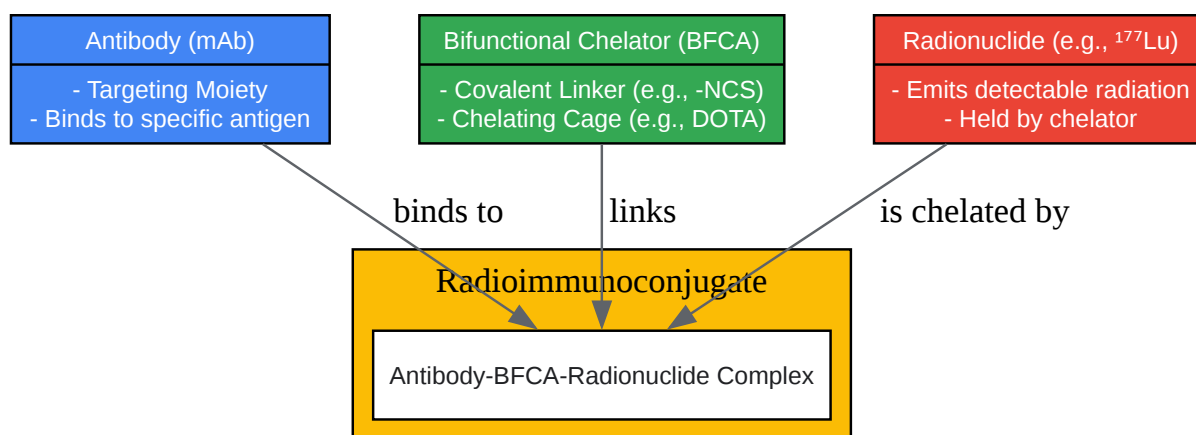 Antibody (mAb)
- Targeting Moiety
- Binds to specific antigen
Bifunctional Chelator (BFCA)
- Covalent Linker (e.g., -NCS)
- Chelating Cage (e.g., DOTA)
Radionuclide (e.g., ¹⁷⁷Lu)
- Emits detectable radiation
- Held by chelator
binds to
links
is chelated by
Radioimmunoconjugate
Antibody-BFCA-Radionuclide Complex